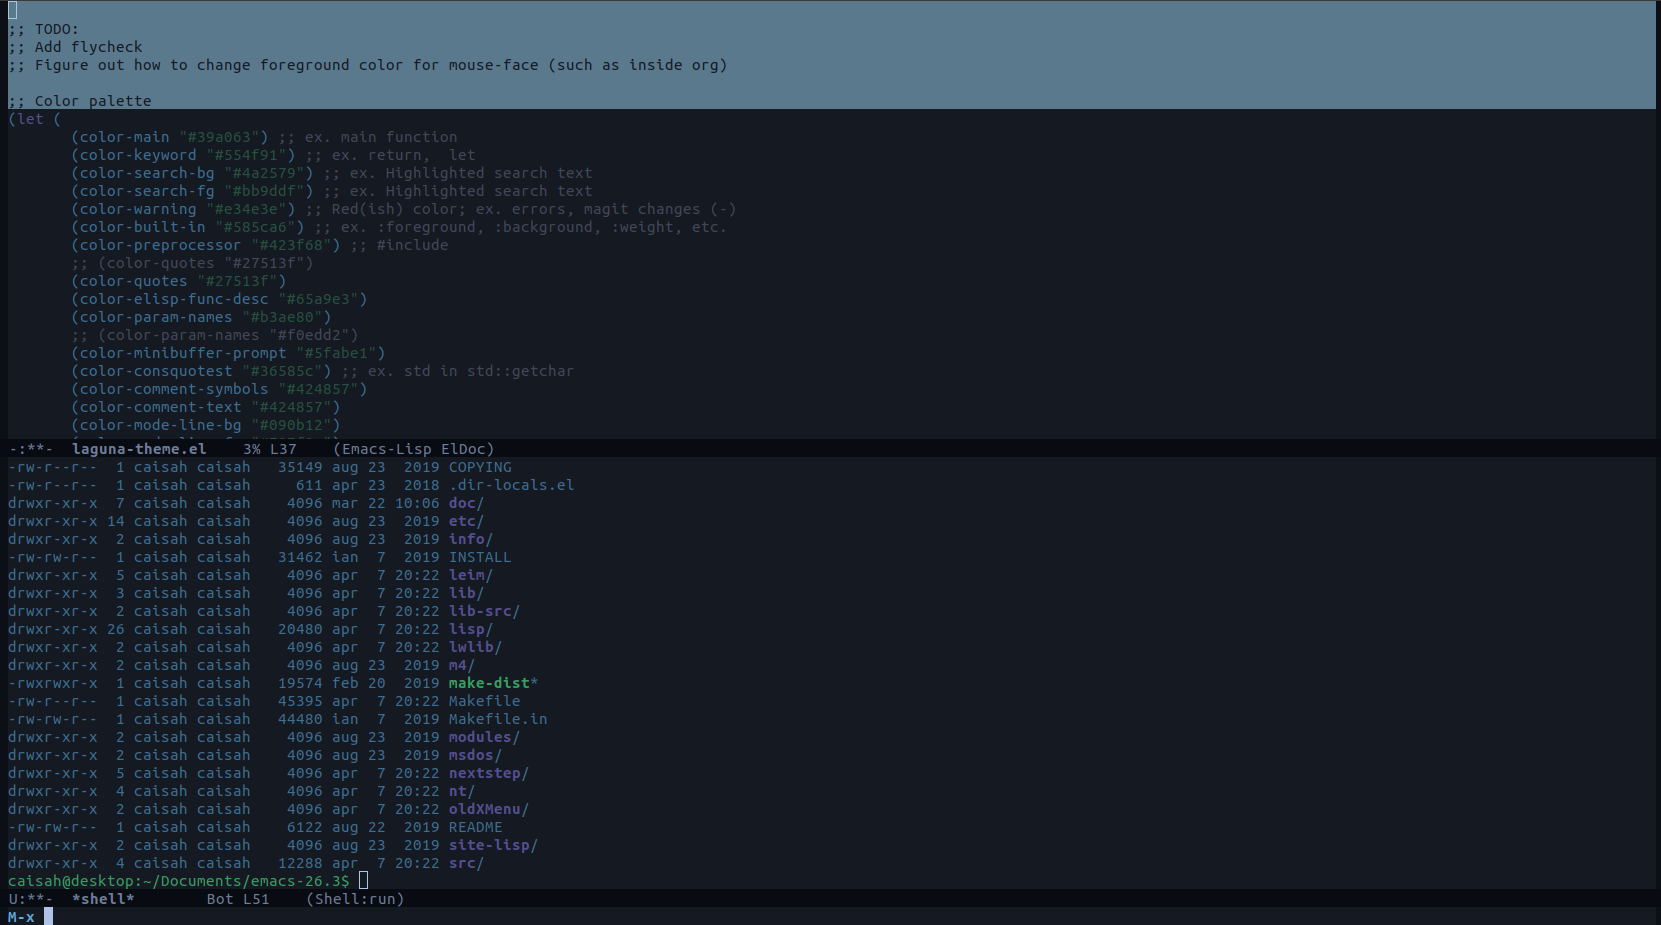 ;; TODO:
;; Add flycheck
;; Figure out how to change foreground color for mouse-face (such as inside org)

;; Color palette
(let (
       (color-main "#39a063") ;; ex. main function
       (color-keyword "#554f91") ;; ex. return,  let
       (color-search-bg "#4a2579") ;; ex. Highlighted search text
       (color-search-fg "#bb9ddf") ;; ex. Highlighted search text
       (color-warning "#e34e3e") ;; Red(ish) color; ex. errors, magit changes (-)
       (color-built-in "#585ca6") ;; ex. :foreground, :background, :weight, etc.
       (color-preprocessor "#423f68") ;; #include
       ;; (color-quotes "#27513f")
       (color-quotes "#27513f")
       (color-elisp-func-desc "#65a9e3")
       (color-param-names "#b3ae80")
       ;; (color-param-names "#f0edd2")
       (color-minibuffer-prompt "#5fabe1")
       (color-consquotest "#36585c") ;; ex. std in std::getchar
       (color-comment-symbols "#424857")
       (color-comment-text "#424857")
       (color-mode-line-bg "#090b12")
-:**-  laguna-theme.el    3% L37    (Emacs-Lisp ElDoc)
-rw-r--r--  1 caisah caisah   35149 aug 23  2019 COPYING
-rw-r--r--  1 caisah caisah     611 apr 23  2018 .dir-locals.el
drwxr-xr-x  7 caisah caisah    4096 mar 22 10:06 doc/
drwxr-xr-x 14 caisah caisah    4096 aug 23  2019 etc/
drwxr-xr-x  2 caisah caisah    4096 aug 23  2019 info/
-rw-rw-r--  1 caisah caisah   31462 ian  7  2019 INSTALL
drwxr-xr-x  5 caisah caisah    4096 apr  7 20:22 leim/
drwxr-xr-x  3 caisah caisah    4096 apr  7 20:22 lib/
drwxr-xr-x  2 caisah caisah    4096 apr  7 20:22 lib-src/
drwxr-xr-x 26 caisah caisah   20480 apr  7 20:22 lisp/
drwxr-xr-x  2 caisah caisah    4096 apr  7 20:22 lwlib/
drwxr-xr-x  2 caisah caisah    4096 aug 23  2019 m4/
-rwxrwxr-x  1 caisah caisah   19574 feb 20  2019 make-dist*
-rw-r--r--  1 caisah caisah   45395 apr  7 20:22 Makefile
-rw-rw-r--  1 caisah caisah   44480 ian  7  2019 Makefile.in
drwxr-xr-x  2 caisah caisah    4096 aug 23  2019 modules/
drwxr-xr-x  2 caisah caisah    4096 aug 23  2019 msdos/
drwxr-xr-x  5 caisah caisah    4096 apr  7 20:22 nextstep/
drwxr-xr-x  4 caisah caisah    4096 apr  7 20:22 nt/
drwxr-xr-x  2 caisah caisah    4096 apr  7 20:22 oldXMenu/
-rw-rw-r--  1 caisah caisah    6122 aug 22  2019 README
drwxr-xr-x  2 caisah caisah    4096 aug 23  2019 site-lisp/
drwxr-xr-x  4 caisah caisah   12288 apr  7 20:22 src/
caisah@desktop:~/Documents/emacs-26.3$
U:**-  *shell*        Bot L51    (Shell:run)
M-x